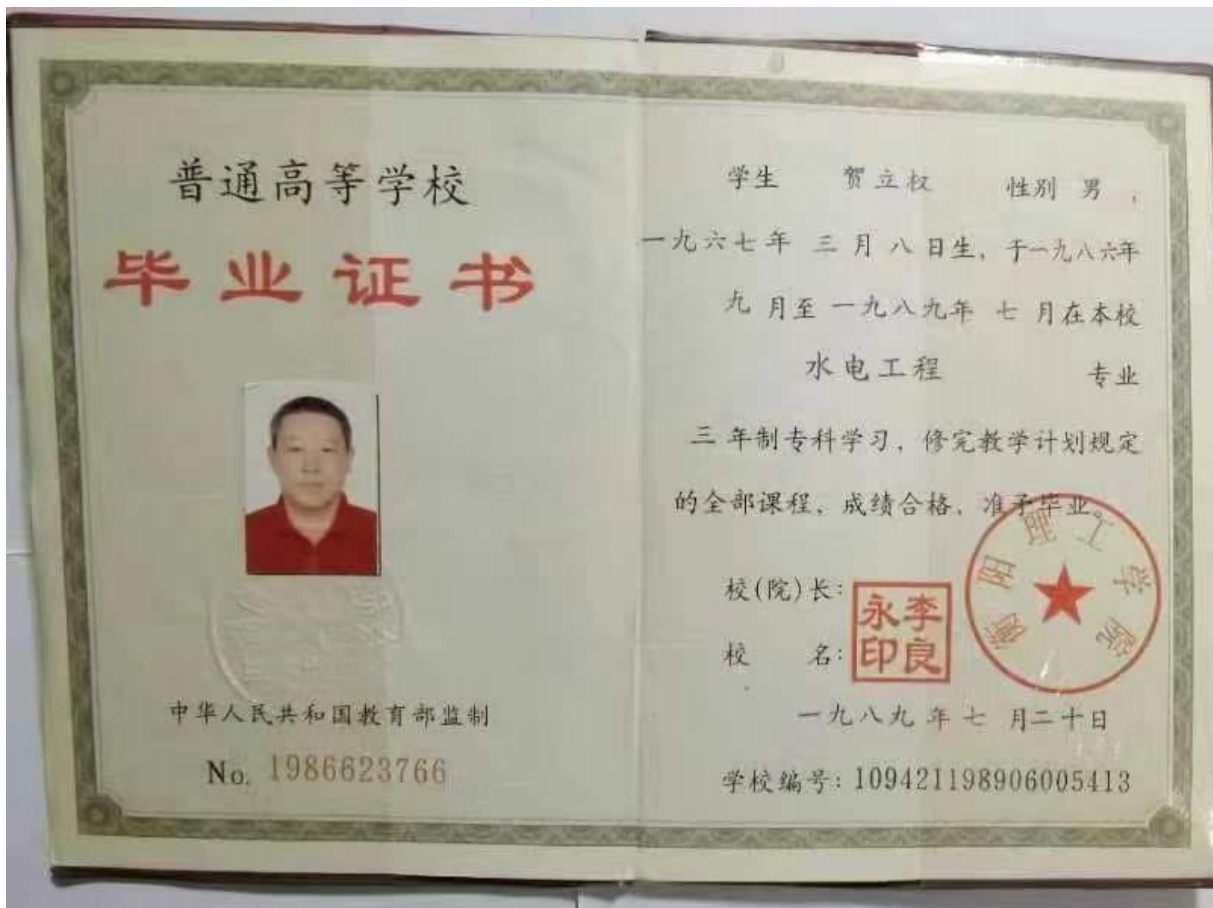 普通高等学校
毕业证书
中华人民共和国教育部监制
No. 1986623766
学生 贺立权 性别 男，
一九六七年 三月八日生，于一九八六年
九月至一九八九年 七月在本校
水电工程 专业
三年制专科学习，修完教学计划规定
的全部课程，成绩合格，准予毕业。
校(院)长：
李良永印
校 名：
衡阳理工学院
一九八九年七月二十日
学校编号：109421198906005413